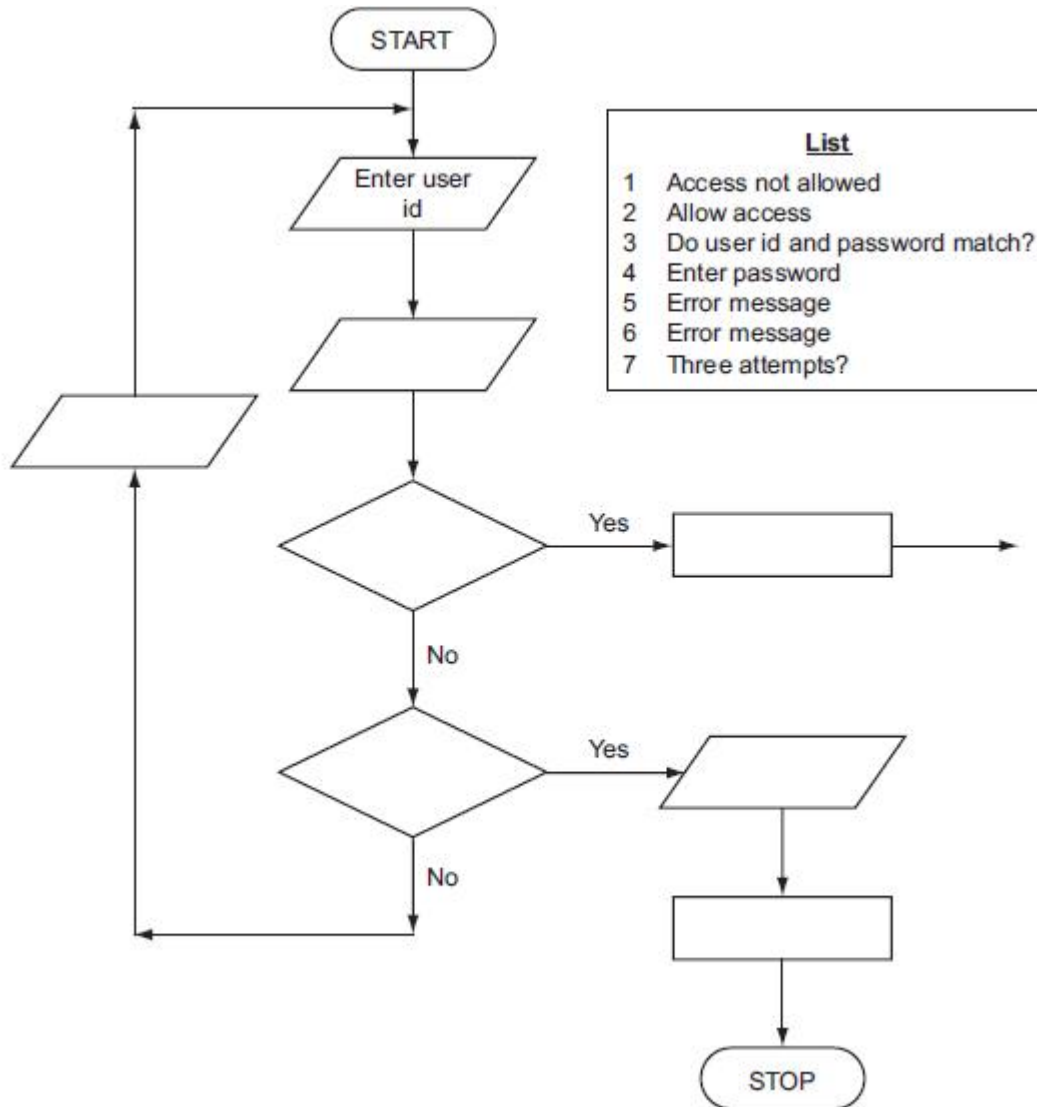 START
Enter user
id
List
1 Access not allowed
2 Allow access
3 Do user id and password match?
4 Enter password
5 Error message
6 Error message
7 Three attempts?
Yes
No
Yes
No
STOP